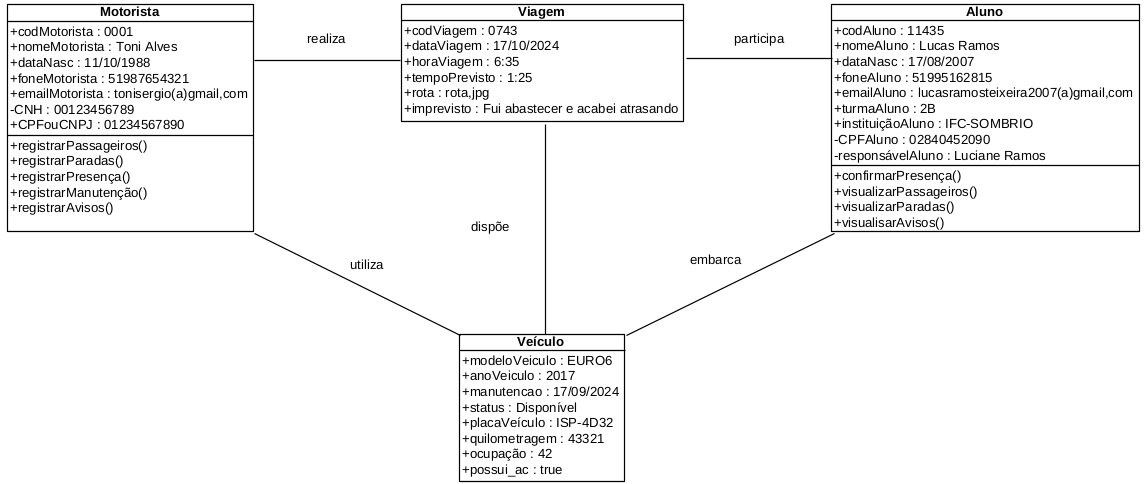 Motorista
+codMotorista : 0001
+nomeMotorista : Toni Alves
+dataNasc : 11/10/1988
+foneMotorista : 51987654321
+emailMotorista : tonisergio(a)gmail,com
-CNH : 00123456789
+CPFouCNPJ : 01234567890
+registrarPassageiros()
+registrarParadas()
+registrarPresença()
+registrarManutenção()
+registrarAvisos()
realiza
Viagem
+codViagem : 0743
+dataViagem : 17/10/2024
+horaViagem : 6:35
+tempoPrevisto : 1:25
+rota : rota,jpg
+imprevisto : Fui abastecer e acabei atrasando
participa
Aluno
+codAluno : 11435
+nomeAluno : Lucas Ramos
+dataNasc : 17/08/2007
+foneAluno : 51995162815
+emailAluno : lucasramosteixeira2007(a)gmail,com
+turmaAluno : 2B
+instituiçãoAluno : IFC-SOMBRIO
-CPFAluno : 02840452090
-responsávelAluno : Luciane Ramos
+confirmarPresença()
+visualizarPassageiros()
+visualizarParadas()
+visualisarAvisos()
utiliza
dispõe
embarca
Veículo
+modeloVeiculo : EURO6
+anoVeiculo : 2017
+manutencao : 17/09/2024
+status : Disponível
+placaVeículo : ISP-4D32
+quilometragem : 43321
+ocupação : 42
+possui_ac : true